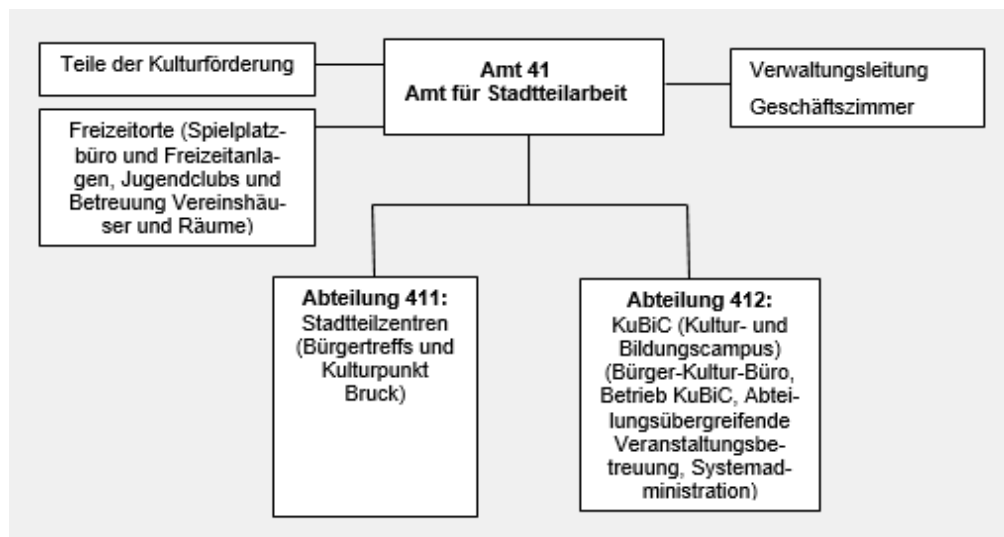 Teile der Kulturförderung
Amt 41
Amt für Stadtteilarbeit
Verwaltungsleitung
Geschäftszimmer
Freizeitorte (Spielplatz-
büro und Freizeitanla-
gen, Jugendclubs und
Betreuung Vereinshäu-
ser und Räume)
Abteilung 411:
Stadtteilzentren
(Bürgertreffs und
Kulturpunkt
Bruck)
Abteilung 412:
KuBiC (Kultur- und
Bildungscampus)
(Bürger-Kultur-Büro,
Betrieb KuBiC, Abtei-
lungsübergreifende
Veranstaltungsbe-
treuung, Systemad-
ministration)